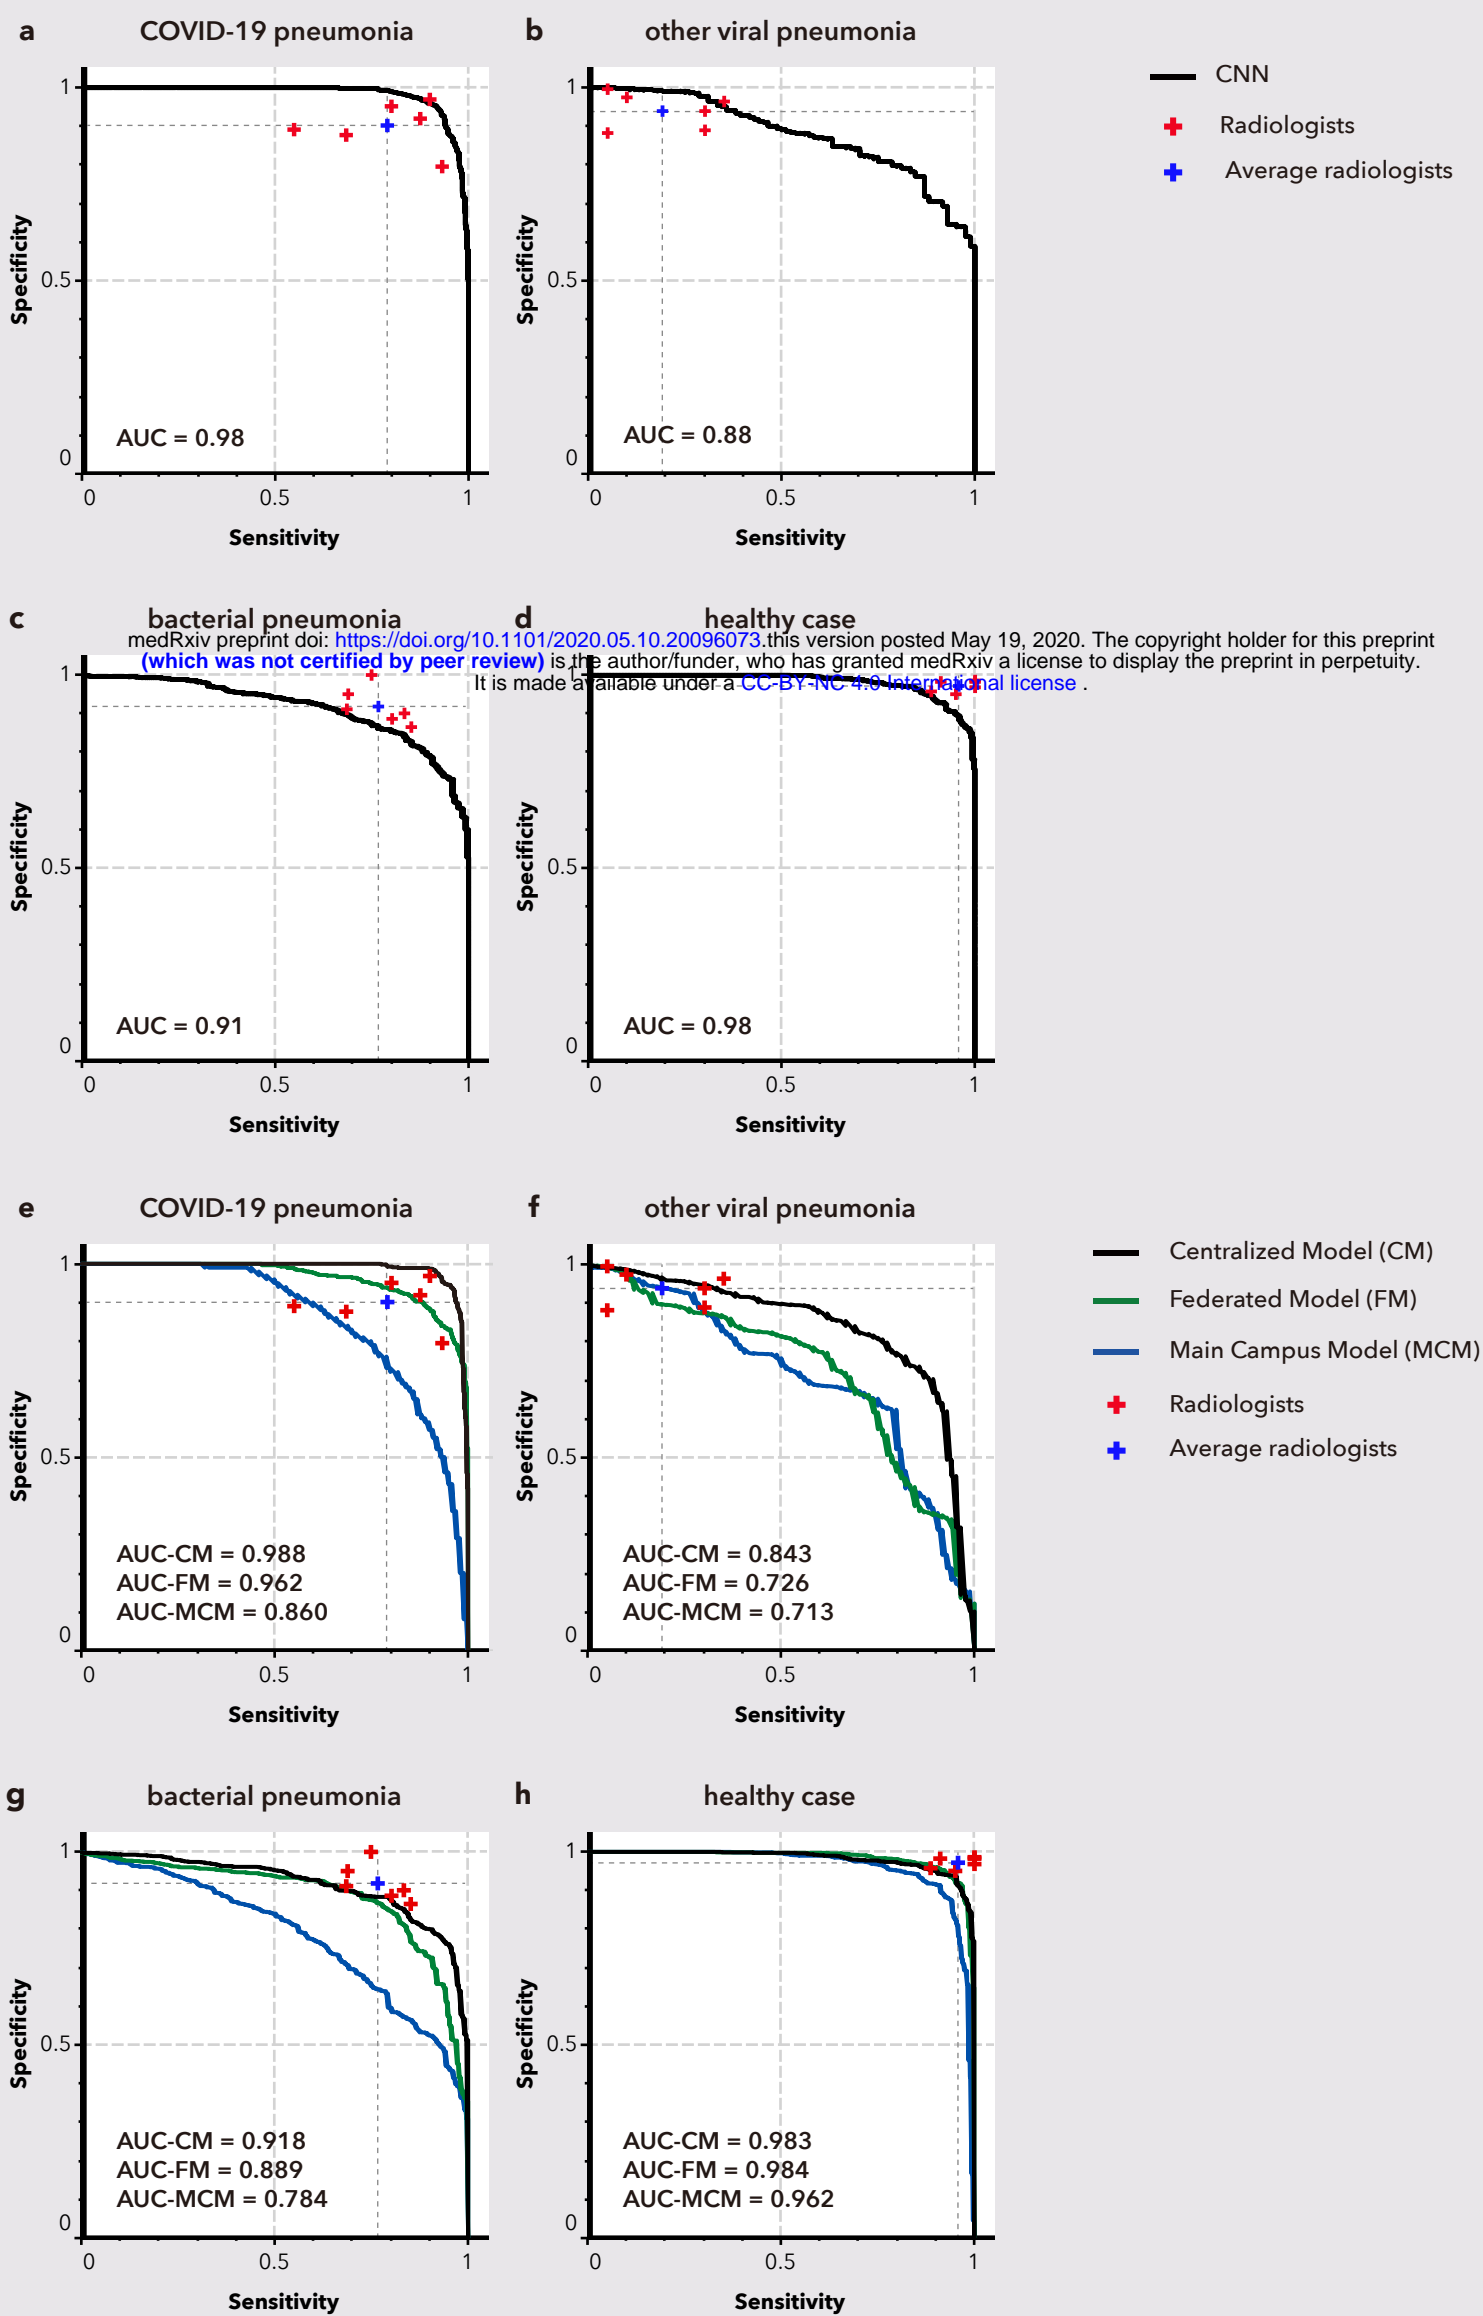 a COVID-19 pneumonia
b other viral pneumonia
CNN
Radiologists
Average radiologists
1
0.5
0
Specificity
AUC = 0.98
0 0.5 1
Sensitivity
1
0.5
0
Specificity
AUC = 0.88
0 0.5 1
Sensitivity
c bacterial pneumonia
d healthy case
medRxiv preprint doi: https://doi.org/10.1101/2020.05.10.20096073.this version posted May 19, 2020. The copyright holder for this preprint
(which was not certified by peer review) is the author/funder, who has granted medRxiv a license to display the preprint in perpetuity.
It is made available under a CC-BY-NC 4.0 International license .
1
0.5
0
Specificity
AUC = 0.91
0 0.5 1
Sensitivity
1
0.5
0
Specificity
AUC = 0.98
0 0.5 1
Sensitivity
e COVID-19 pneumonia
f other viral pneumonia
Centralized Model (CM)
Federated Model (FM)
Main Campus Model (MCM)
Radiologists
Average radiologists
1
0.5
0
Specificity
AUC-CM = 0.988
AUC-FM = 0.962
AUC-MCM = 0.860
0 0.5 1
Sensitivity
1
0.5
0
Specificity
AUC-CM = 0.843
AUC-FM = 0.726
AUC-MCM = 0.713
0 0.5 1
Sensitivity
g bacterial pneumonia
h healthy case
1
0.5
0
Specificity
AUC-CM = 0.918
AUC-FM = 0.889
AUC-MCM = 0.784
0 0.5 1
Sensitivity
1
0.5
0
Specificity
AUC-CM = 0.983
AUC-FM = 0.984
AUC-MCM = 0.962
0 0.5 1
Sensitivity